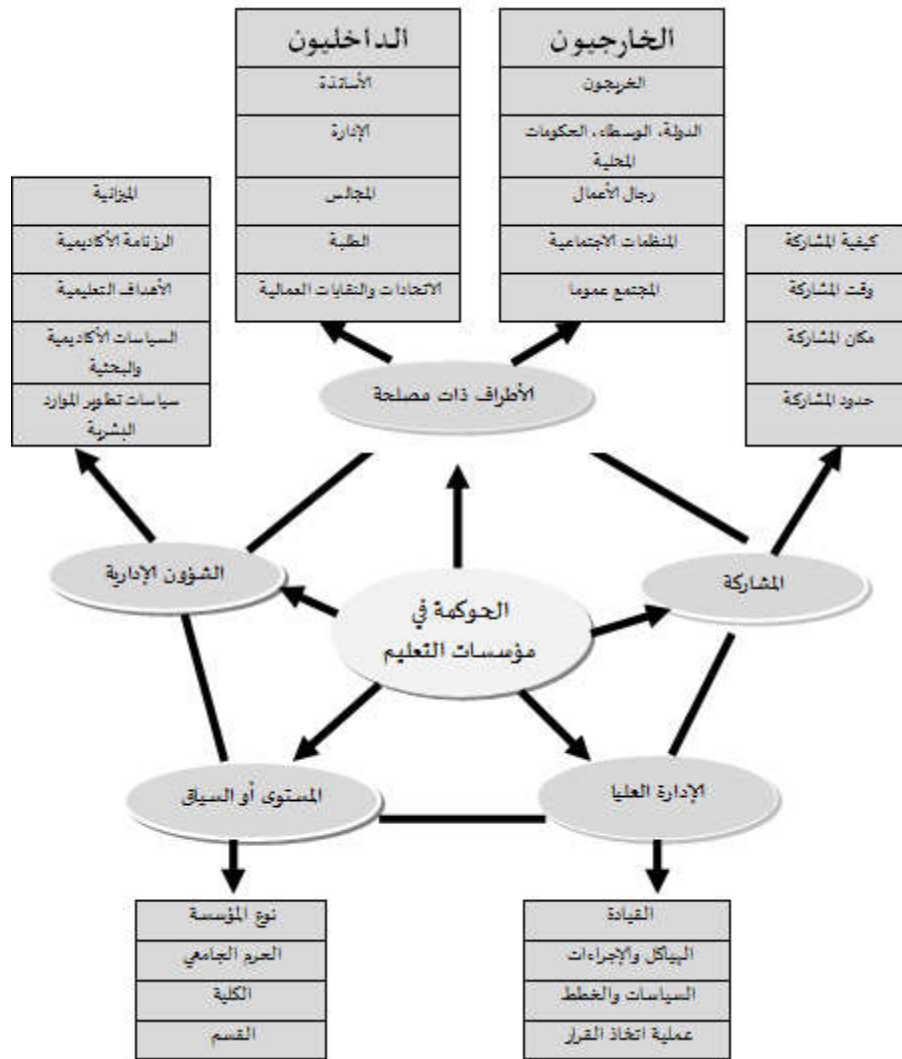 الخارجيون
الخريجون
الدولة، الوسطاء، الحكومات
المحلية
رجال الأعمال
المنظمات الاجتماعية
المجتمع عموما
الداخليون
الأساتذة
الإدارة
المجالس
الطلبة
الاتحادات والنقابات العمالية
كيفية المشاركة
وقت المشاركة
مكان المشاركة
حدود المشاركة
الميزانية
الرزنامة الأكاديمية
الأهداف التعليمية
السياسات الأكاديمية
والبحثية
سياسات تطوير الموارد
البشرية
الأطراف ذات مصلحة
المشاركة
الشؤون الإدارية
الحوكمة في
مؤسسات التعليم
الإدارة العليا
المستوى أو السياق
القيادة
الهياكل والإجراءات
السياسات والخطط
عملية اتخاذ القرار
نوع المؤسسة
الحرم الجامعي
الكلية
القسم